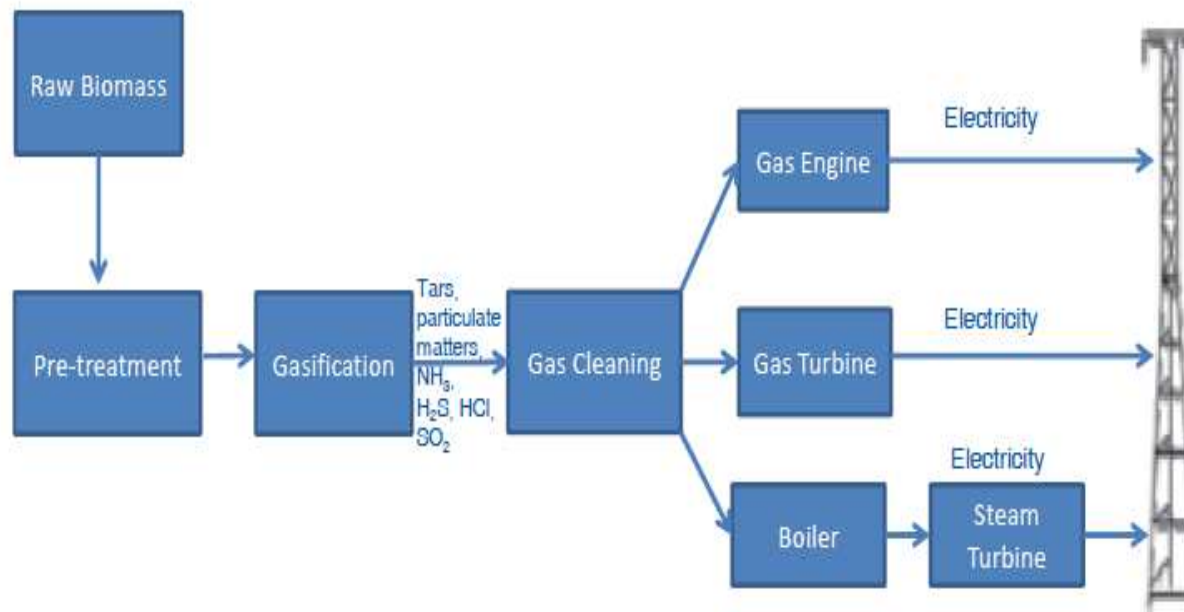 Raw Biomass
Pre-treatment
Gasification
Tars,
particulate
matters,
NH₃,
H₂S, HCl,
SO₂
Gas Cleaning
Gas Engine
Electricity
Gas Turbine
Electricity
Boiler
Electricity
Steam
Turbine